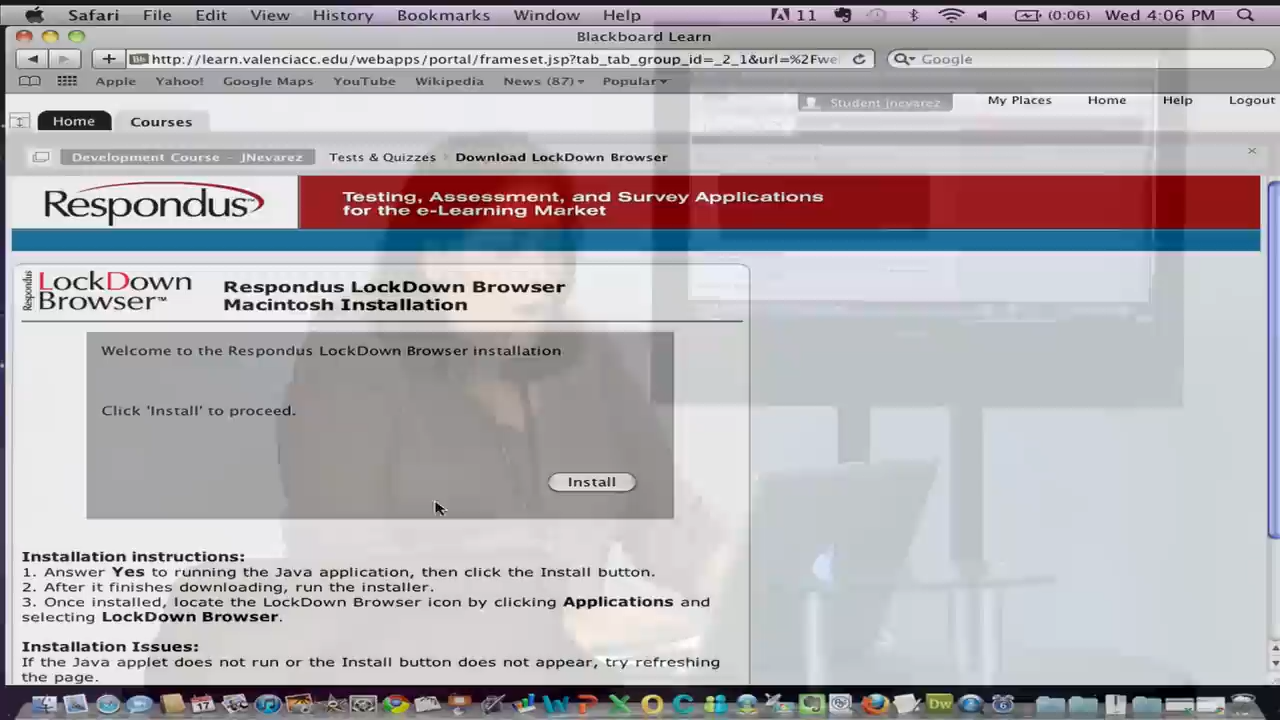 Safari File Edit View History Bookmarks Window Help 11 (0:06) Wed 4:06 PM
Blackboard Learn
http://learn.valenciacc.edu/webapps/portal/frameset.jsp?tab_tab_group_id=_2_1&url=%2Fwe Google
Apple Yahoo! Google Maps YouTube Wikipedia News (87) Popular
Student jnevarez My Places Home Help Logout
Home Courses
Development Course - JNevarez Tests & Quizzes Download LockDown Browser
Respondus™ Testing, Assessment, and Survey Applications
for the e-Learning Market
Respondus LockDown Browser™
Respondus LockDown Browser
Macintosh Installation
Welcome to the Respondus LockDown Browser installation
Click 'Install' to proceed.
Install
Installation instructions:
1. Answer Yes to running the Java application, then click the Install button.
2. After it finishes downloading, run the installer.
3. Once installed, locate the LockDown Browser icon by clicking Applications and
selecting LockDown Browser.
Installation Issues:
If the Java applet does not run or the Install button does not appear, try refreshing
the page.
17 Dw 6